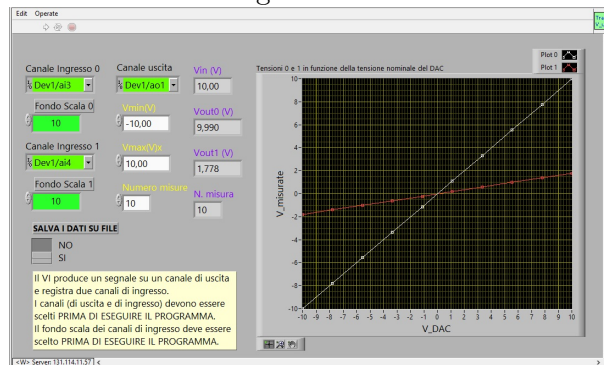 Edit Operate
Canale Ingresso 0
Canale uscita
Vin (V)
Dev1/ai3
Dev1/ao1
10,00
Fondo Scala 0
Vmin(V)
Vout0 (V)
10
-10,00
9,990
Canale Ingresso 1
Vmax(V)x
Vout1 (V)
Dev1/ai4
10,00
1,778
Fondo Scala 1
Numero misure
N. misura
10
10
10
SALVA I DATI SU FILE
NO
SI
Il VI produce un segnale su un canale di uscita
e registra due canali di ingresso.
I canali (di uscita e di ingresso) devono essere
scelti PRIMA DI ESEGUIRE IL PROGRAMMA.
Il fondo scala dei canali di ingresso deve essere
scelto PRIMA DI ESEGUIRE IL PROGRAMMA.
Plot 0
Plot 1
Tensioni 0 e 1 in funzione della tensione nominale del DAC
V_misurate
10
8
6
4
2
0
-2
-4
-6
-8
-10
-10 -9 -8 -7 -6 -5 -4 -3 -2 -1 0 1 2 3 4 5 6 7 8 9 10
V_DAC
<W> Server: 131.114.11.57